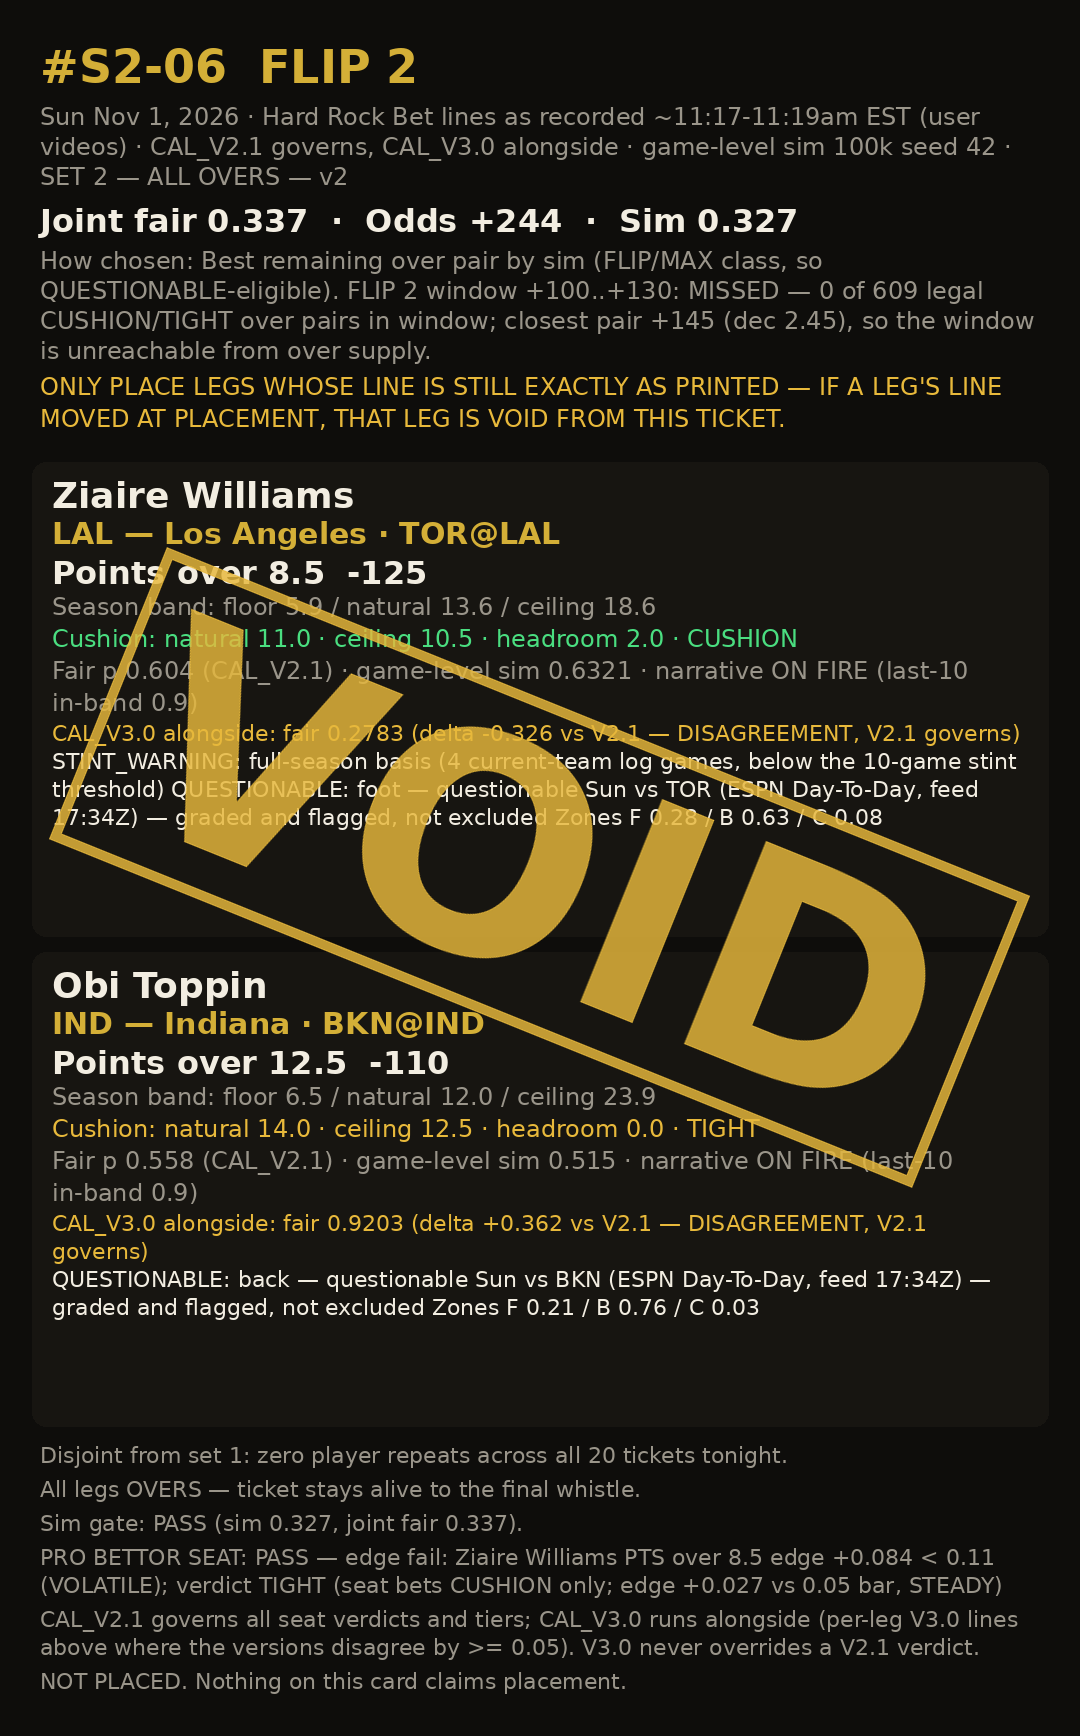 #S2-06 FLIP 2
Sun Nov 1, 2026 · Hard Rock Bet lines as recorded ~11:17-11:19am EST (user
videos) · CAL_V2.1 governs, CAL_V3.0 alongside · game-level sim 100k seed 42 ·
SET 2 — ALL OVERS — v2
Joint fair 0.337 · Odds +244 · Sim 0.327
How chosen: Best remaining over pair by sim (FLIP/MAX class, so
QUESTIONABLE-eligible). FLIP 2 window +100..+130: MISSED — 0 of 609 legal
CUSHION/TIGHT over pairs in window; closest pair +145 (dec 2.45), so the window
is unreachable from over supply.
ONLY PLACE LEGS WHOSE LINE IS STILL EXACTLY AS PRINTED — IF A LEG'S LINE
MOVED AT PLACEMENT, THAT LEG IS VOID FROM THIS TICKET.
Ziaire Williams
LAL — Los Angeles · TOR@LAL
Points over 8.5 -125
Season band: floor 5.9 / natural 13.6 / ceiling 18.6
Cushion: natural 11.0 · ceiling 10.5 · headroom 2.0 · CUSHION
Fair p 0.604 (CAL_V2.1) · game-level sim 0.6321 · narrative ON FIRE (last-10
in-band 0.9)
CAL_V3.0 alongside: fair 0.2783 (delta -0.326 vs V2.1 — DISAGREEMENT, V2.1 governs)
STINT_WARNING: full-season basis (4 current-team log games, below the 10-game stint
threshold) QUESTIONABLE: foot — questionable Sun vs TOR (ESPN Day-To-Day, feed
17:34Z) — graded and flagged, not excluded Zones F 0.28 / B 0.63 / C 0.08
VOID
Obi Toppin
IND — Indiana · BKN@IND
Points over 12.5 -110
Season band: floor 6.5 / natural 12.0 / ceiling 23.9
Cushion: natural 14.0 · ceiling 12.5 · headroom 0.0 · TIGHT
Fair p 0.558 (CAL_V2.1) · game-level sim 0.515 · narrative ON FIRE (last-10
in-band 0.9)
CAL_V3.0 alongside: fair 0.9203 (delta +0.362 vs V2.1 — DISAGREEMENT, V2.1
governs)
QUESTIONABLE: back — questionable Sun vs BKN (ESPN Day-To-Day, feed 17:34Z) —
graded and flagged, not excluded Zones F 0.21 / B 0.76 / C 0.03
Disjoint from set 1: zero player repeats across all 20 tickets tonight.
All legs OVERS — ticket stays alive to the final whistle.
Sim gate: PASS (sim 0.327, joint fair 0.337).
PRO BETTOR SEAT: PASS — edge fail: Ziaire Williams PTS over 8.5 edge +0.084 < 0.11
(VOLATILE); verdict TIGHT (seat bets CUSHION only; edge +0.027 vs 0.05 bar, STEADY)
CAL_V2.1 governs all seat verdicts and tiers; CAL_V3.0 runs alongside (per-leg V3.0 lines
above where the versions disagree by >= 0.05). V3.0 never overrides a V2.1 verdict.
NOT PLACED. Nothing on this card claims placement.